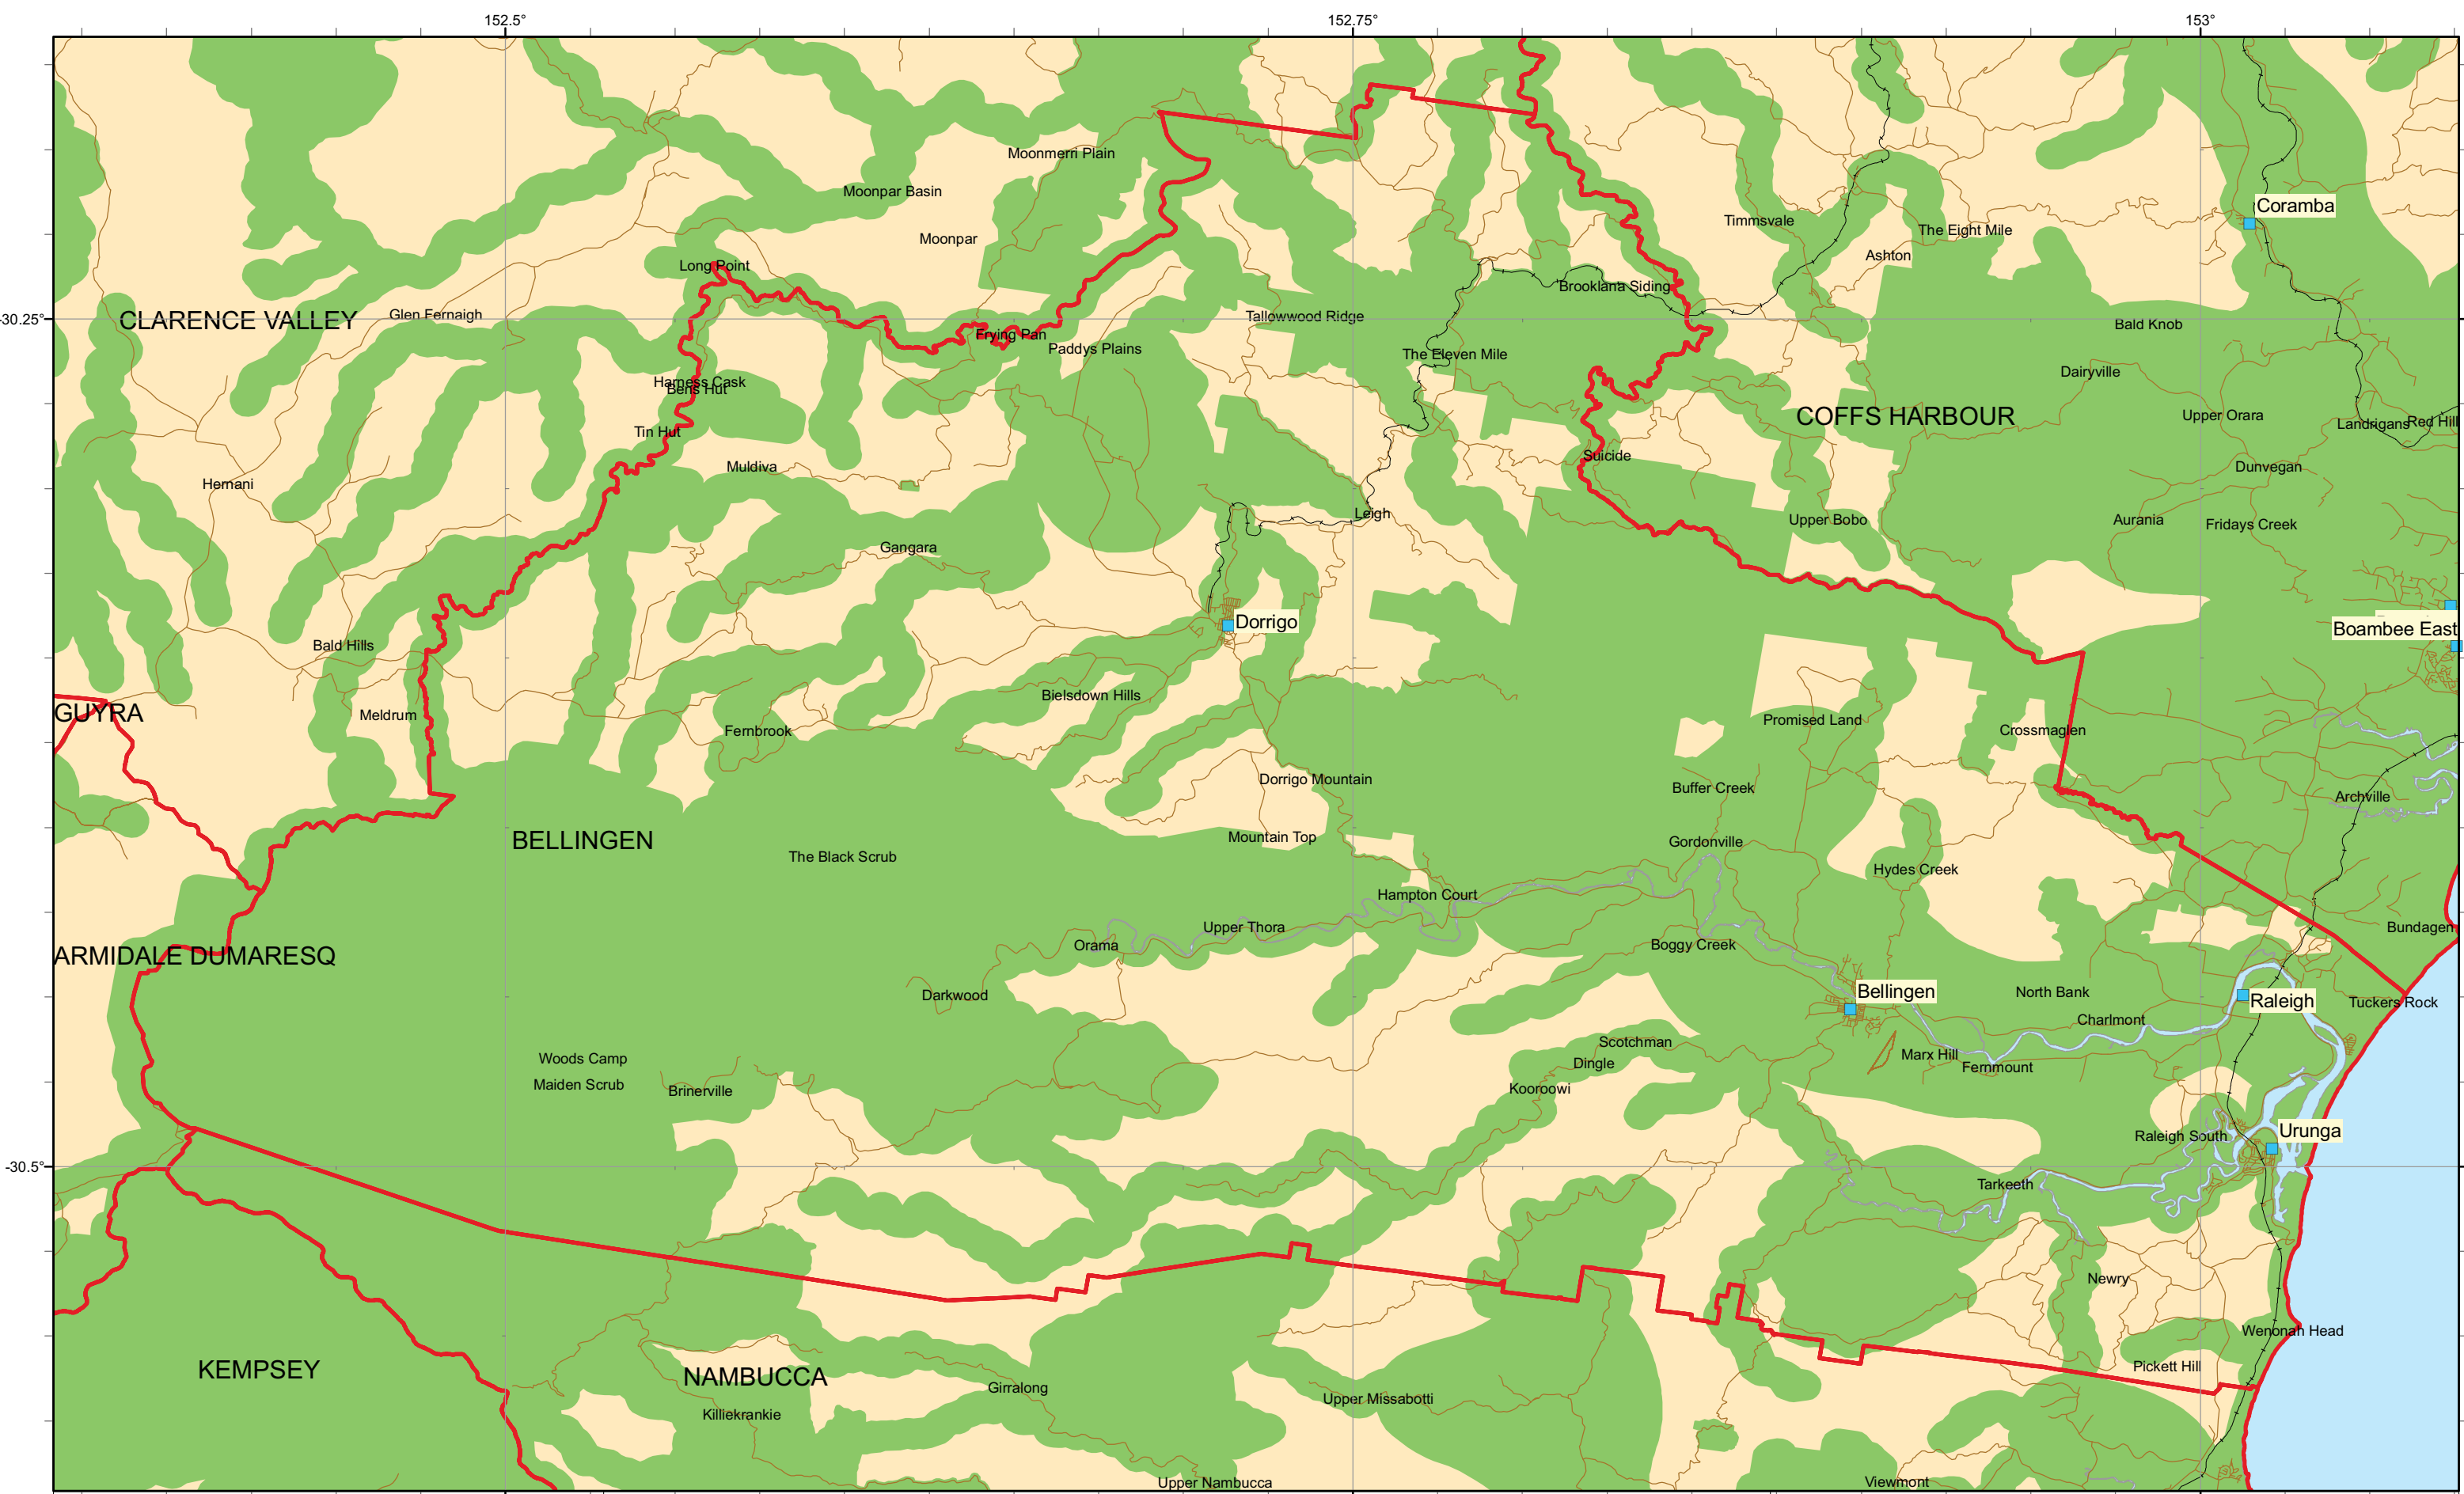 152.5°
152.75°
153°
Moonmerri Plain
Moonpar Basin
Coramba
Timmsvale
The Eight Mile
Moonpar
Ashton
Long Point
Brooklana Siding
-30.25°
CLARENCE VALLEY
Glen Fernaigh
Tallowwood Ridge
Bald Knob
Frying Pan
Paddys Plains
The Eleven Mile
Dairyville
Harness Cask
Bens Hut
COFFS HARBOUR
Upper Orara
Landrigans
Red Hill
Tin Hut
Suicide
Muldiva
Dunvegan
Hernani
Leigh
Upper Bobo
Aurania
Fridays Creek
Gangara
Dorrigo
Boambee East
Bald Hills
Bielsdown Hills
GUYRA
Meldrum
Fernbrook
Promised Land
Crossmaglen
Dorrigo Mountain
Buffer Creek
Archville
BELLINGEN
Mountain Top
Gordonville
The Black Scrub
Hydes Creek
Hampton Court
Upper Thora
Bundagen
Orama
Boggy Creek
ARMIDALE DUMARESQ
Darkwood
Bellingen
North Bank
Raleigh
Tuckers Rock
Charlmont
Scotchman
Marx Hill
Woods Camp
Dingle
Fernmount
Maiden Scrub
Brinerville
Kooroowi
Urunga
Raleigh South
-30.5°
Tarkeeth
Newry
Wenonah Head
KEMPSEY
NAMBUCCA
Pickett Hill
Girralong
Upper Missabotti
Killiekrankie
Upper Nambucca
Viewmont